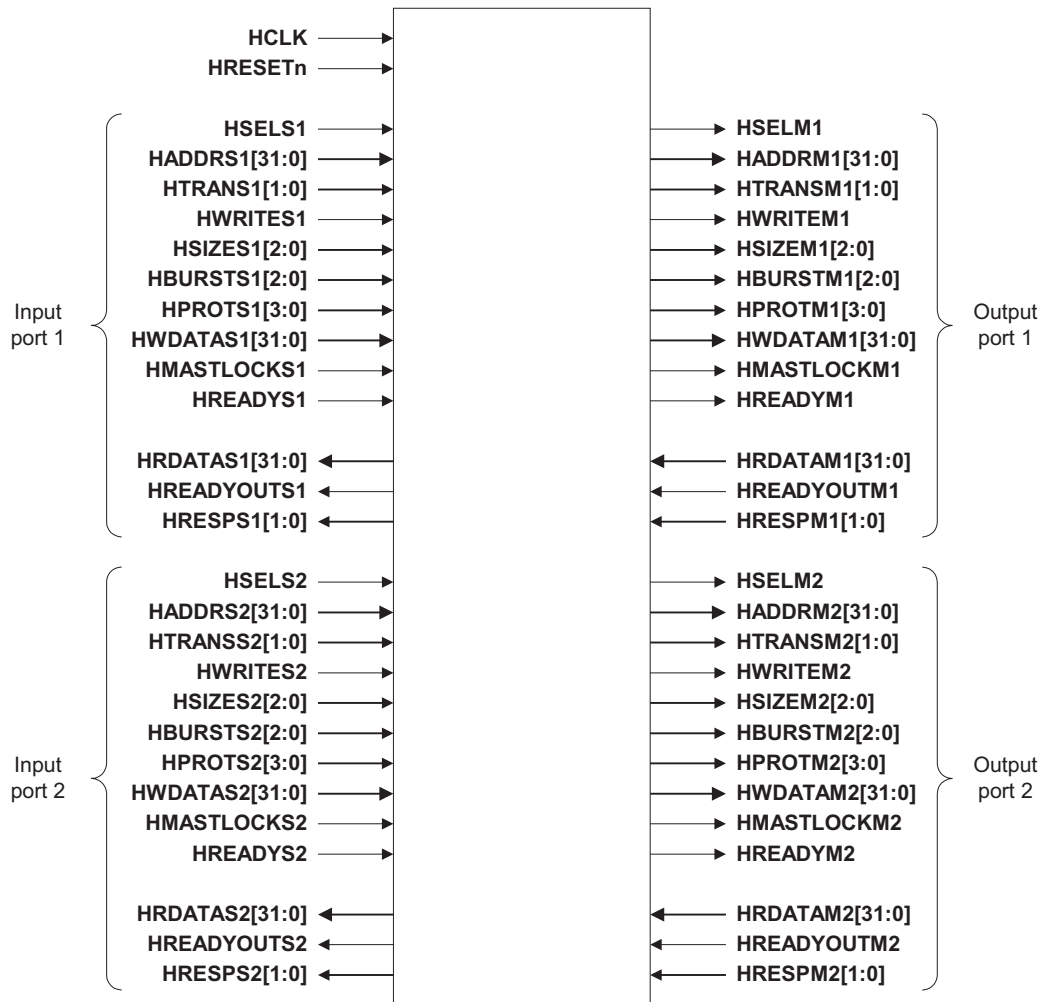 HCLK
HRESETn
Input
port 1
HSELS1
HADDRS1[31:0]
HTRANS1[1:0]
HWRITES1
HSIZES1[2:0]
HBURSTS1[2:0]
HPROTS1[3:0]
HWDATAS1[31:0]
HMASTLOCKS1
HREADYS1
HRDATAS1[31:0]
HREADYOUTS1
HRESPS1[1:0]
HSELM1
HADDRM1[31:0]
HTRANSM1[1:0]
HWRITEM1
HSIZEM1[2:0]
HBURSTM1[2:0]
HPROTM1[3:0]
HWDATAM1[31:0]
HMASTLOCKM1
HREADYM1
HRDATAM1[31:0]
HREADYOUTM1
HRESPM1[1:0]
Output
port 1
Input
port 2
HSELS2
HADDRS2[31:0]
HTRANSS2[1:0]
HWRITES2
HSIZES2[2:0]
HBURSTS2[2:0]
HPROTS2[3:0]
HWDATAS2[31:0]
HMASTLOCKS2
HREADYS2
HRDATAS2[31:0]
HREADYOUTS2
HRESPS2[1:0]
HSELM2
HADDRM2[31:0]
HTRANSM2[1:0]
HWRITEM2
HSIZEM2[2:0]
HBURSTM2[2:0]
HPROTM2[3:0]
HWDATAM2[31:0]
HMASTLOCKM2
HREADYM2
HRDATAM2[31:0]
HREADYOUTM2
HRESPM2[1:0]
Output
port 2